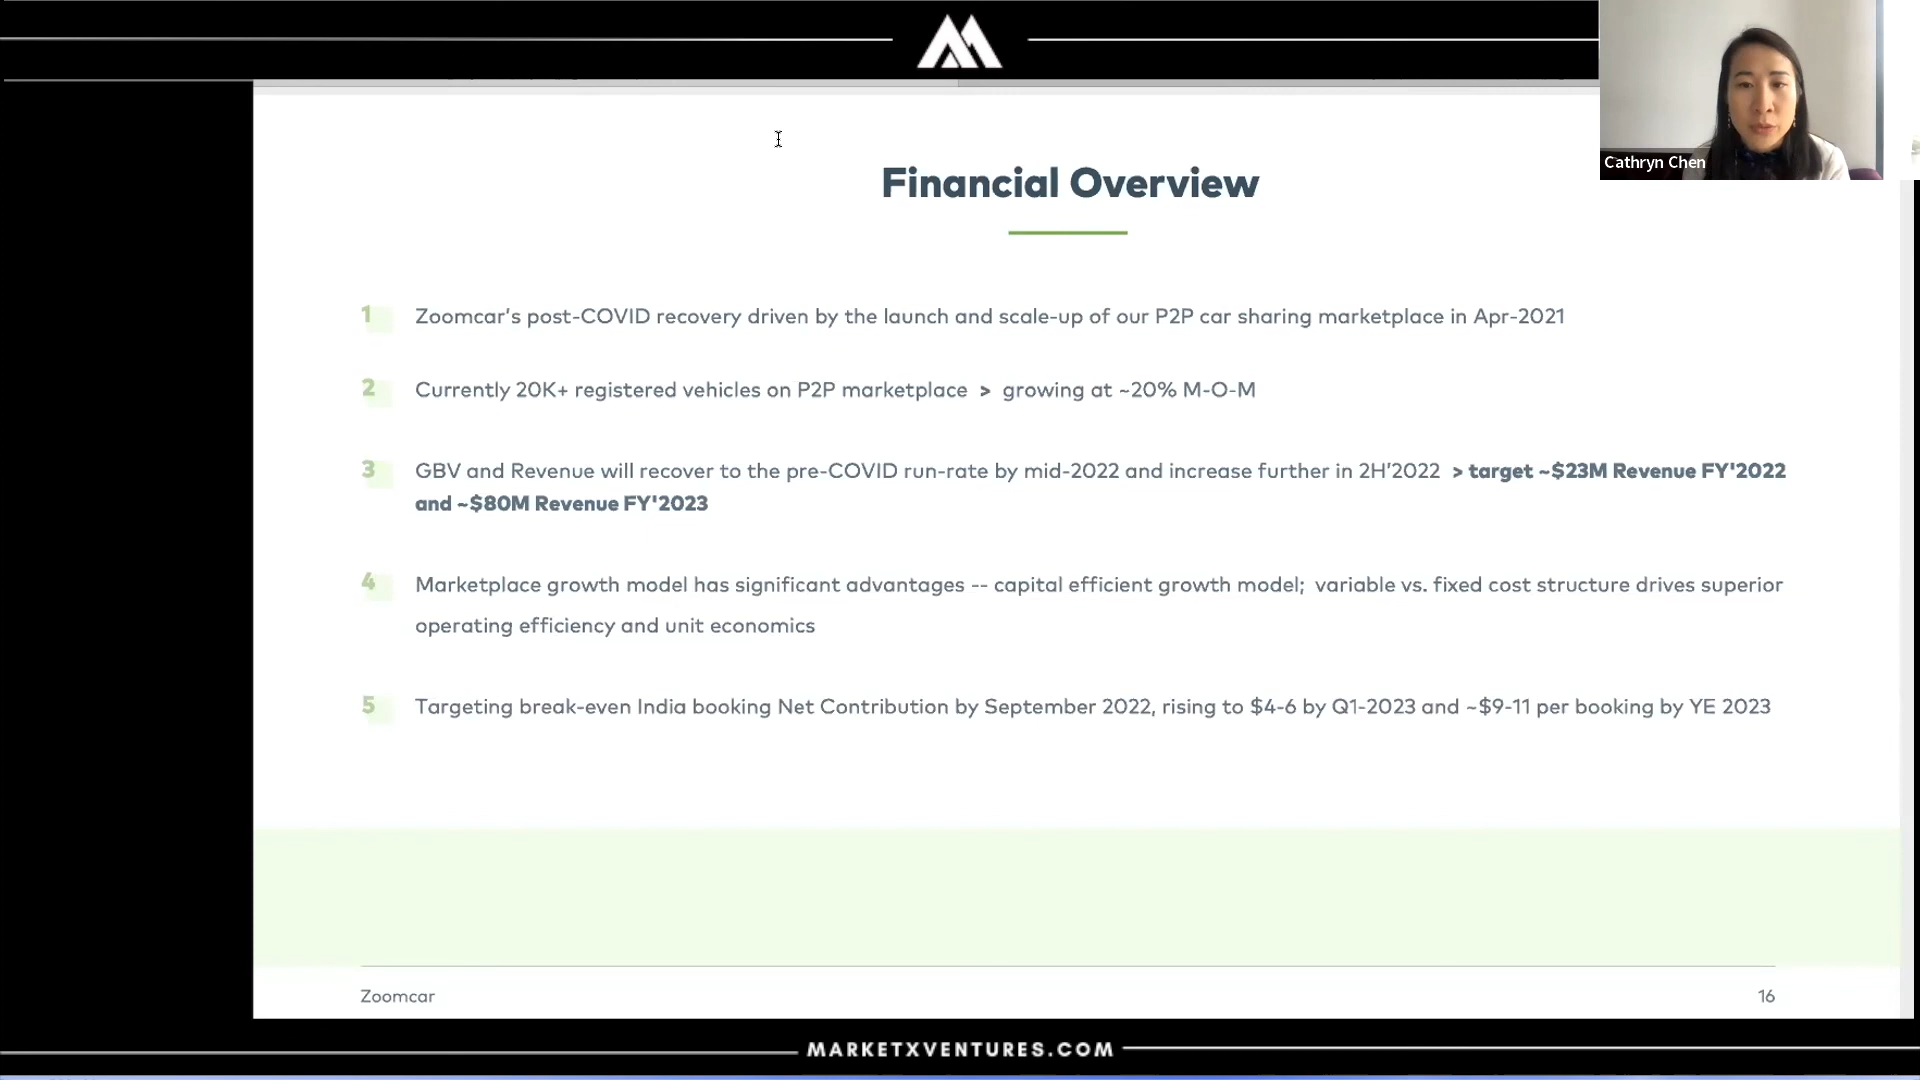 Cathryn Chen
Financial Overview
1 Zoomcar's post-COVID recovery driven by the launch and scale-up of our P2P car sharing marketplace in Apr-2021
2 Currently 20K+ registered vehicles on P2P marketplace > growing at ~20% M-O-M
3 GBV and Revenue will recover to the pre-COVID run-rate by mid-2022 and increase further in 2H'2022 > target ~$23M Revenue FY'2022
and ~$80M Revenue FY'2023
4 Marketplace growth model has significant advantages -- capital efficient growth model; variable vs. fixed cost structure drives superior
operating efficiency and unit economics
5 Targeting break-even India booking Net Contribution by September 2022, rising to $4-6 by Q1-2023 and ~$9-11 per booking by YE 2023
Zoomcar 16
MARKETXVENTURES.COM